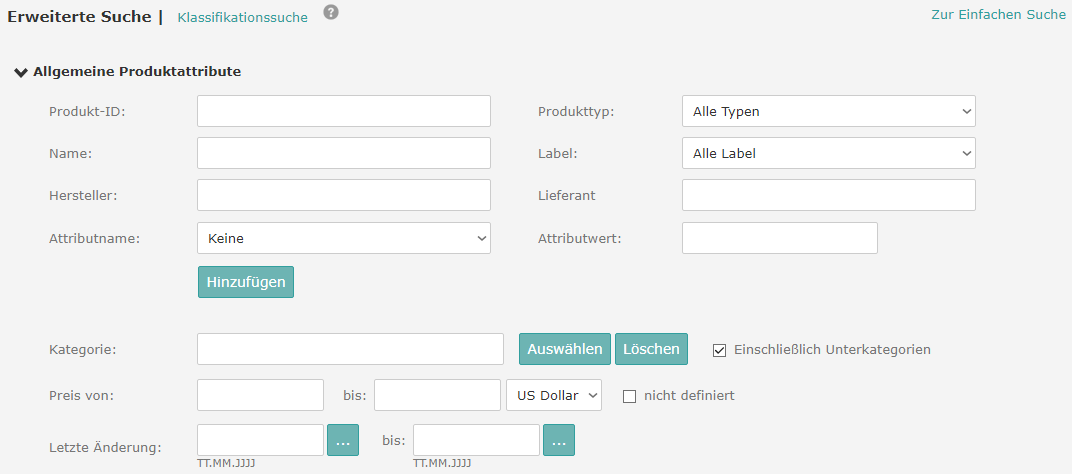 Erweiterte Suche | Klassifikationssuche ? Zur Einfachen Suche
Allgemeine Produktattribute
Produkt-ID: Produkttyp: Alle Typen
Name: Label: Alle Label
Hersteller: Lieferant
Attributname: Keine Attributwert:
Hinzufügen
Kategorie: Auswählen Löschen Einschließlich Unterkategorien
Preis von: bis: US Dollar nicht definiert
Letzte Änderung: ... bis: ...
TT.MM.JJJJ TT.MM.JJJJ